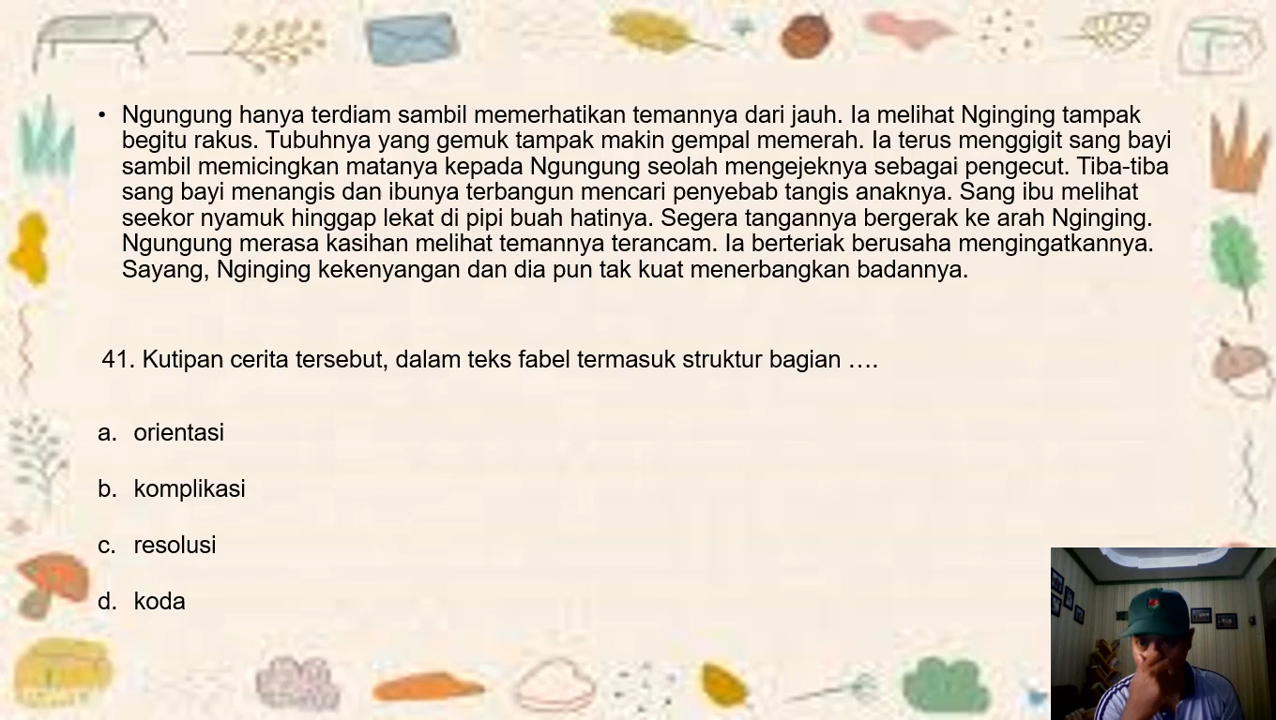 • Ngungung hanya terdiam sambil memerhatikan temannya dari jauh. Ia melihat Nginging tampak
begitu rakus. Tubuhnya yang gemuk tampak makin gempal memerah. Ia terus menggigit sang bayi
sambil memicingkan matanya kepada Ngungung seolah mengejeknya sebagai pengecut. Tiba-tiba
sang bayi menangis dan ibunya terbangun mencari penyebab tangis anaknya. Sang ibu melihat
seekor nyamuk hinggap lekat di pipi buah hatinya. Segera tangannya bergerak ke arah Nginging.
Ngungung merasa kasihan melihat temannya terancam. Ia berteriak berusaha mengingatkannya.
Sayang, Nginging kekenyangan dan dia pun tak kuat menerbangkan badannya.
41. Kutipan cerita tersebut, dalam teks fabel termasuk struktur bagian ….
a. orientasi
b. komplikasi
c. resolusi
d. koda